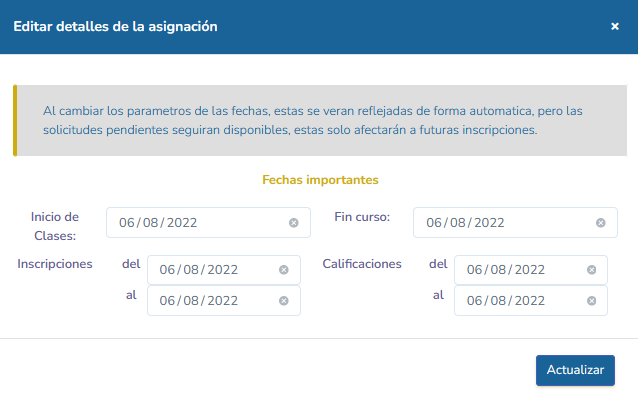 Editar detalles de la asignación ×
Al cambiar los parametros de las fechas, estas se veran reflejadas de forma automatica, pero las
solicitudes pendientes seguiran disponibles, estas solo afectarán a futuras inscripciones.
Fechas importantes
Inicio de Clases: 06/08/2022 Fin curso: 06/08/2022
Inscripciones del 06/08/2022 Calificaciones del 06/08/2022
al 06/08/2022 al 06/08/2022
Actualizar